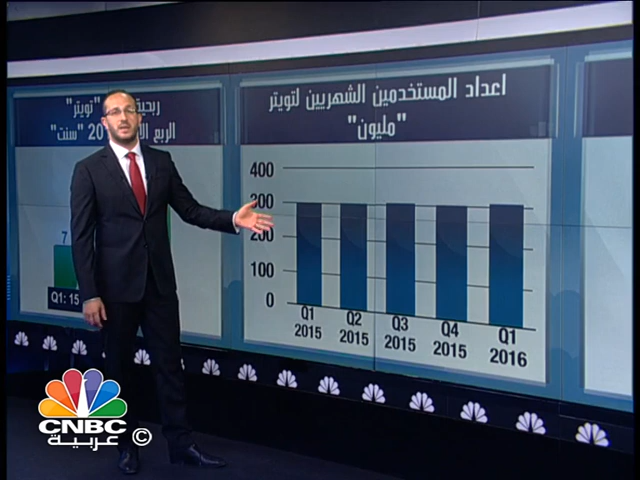 اعداد المستخدمين الشهريين لتويتر
"مليون"
400
300
200
100
0
Q1 2015
Q2 2015
Q3 2015
Q4 2015
Q1 2016
"تويتر"
"سنت"
7
Q1: 15
CNBC
عربية ©